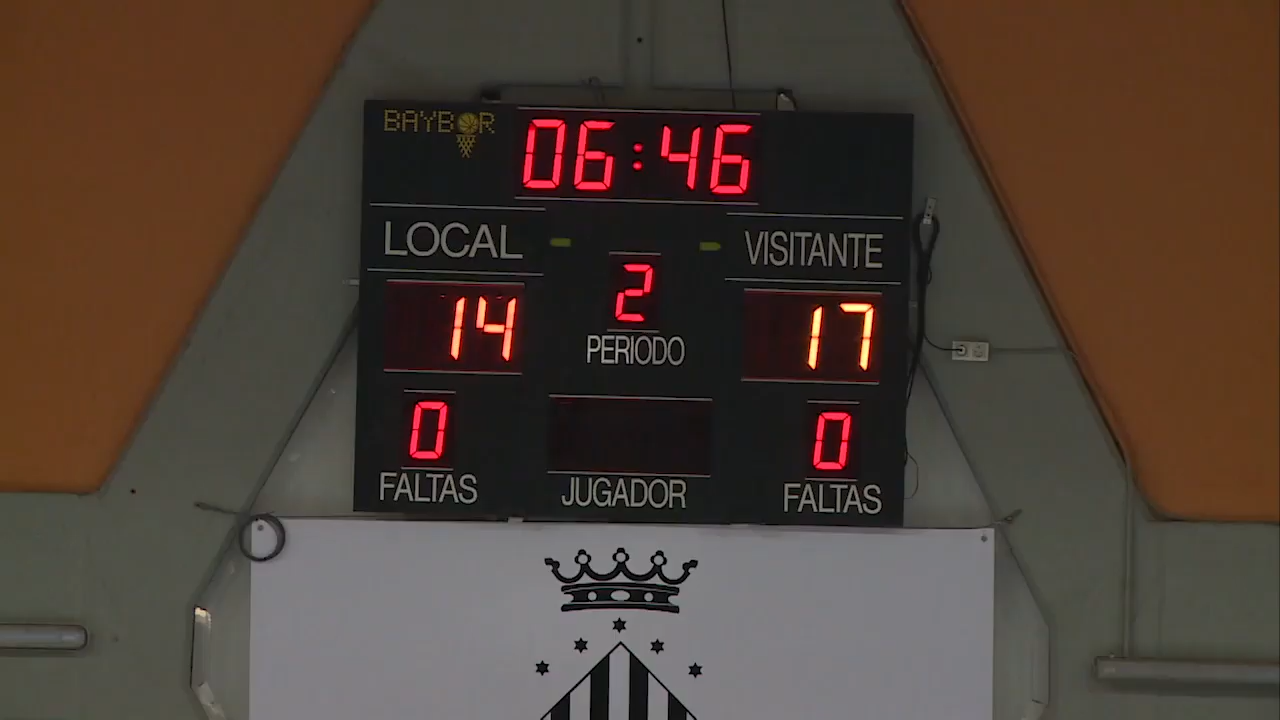 BAYBOR
06:46
LOCAL
VISITANTE
2
14
17
PERIODO
0
0
FALTAS
JUGADOR
FALTAS